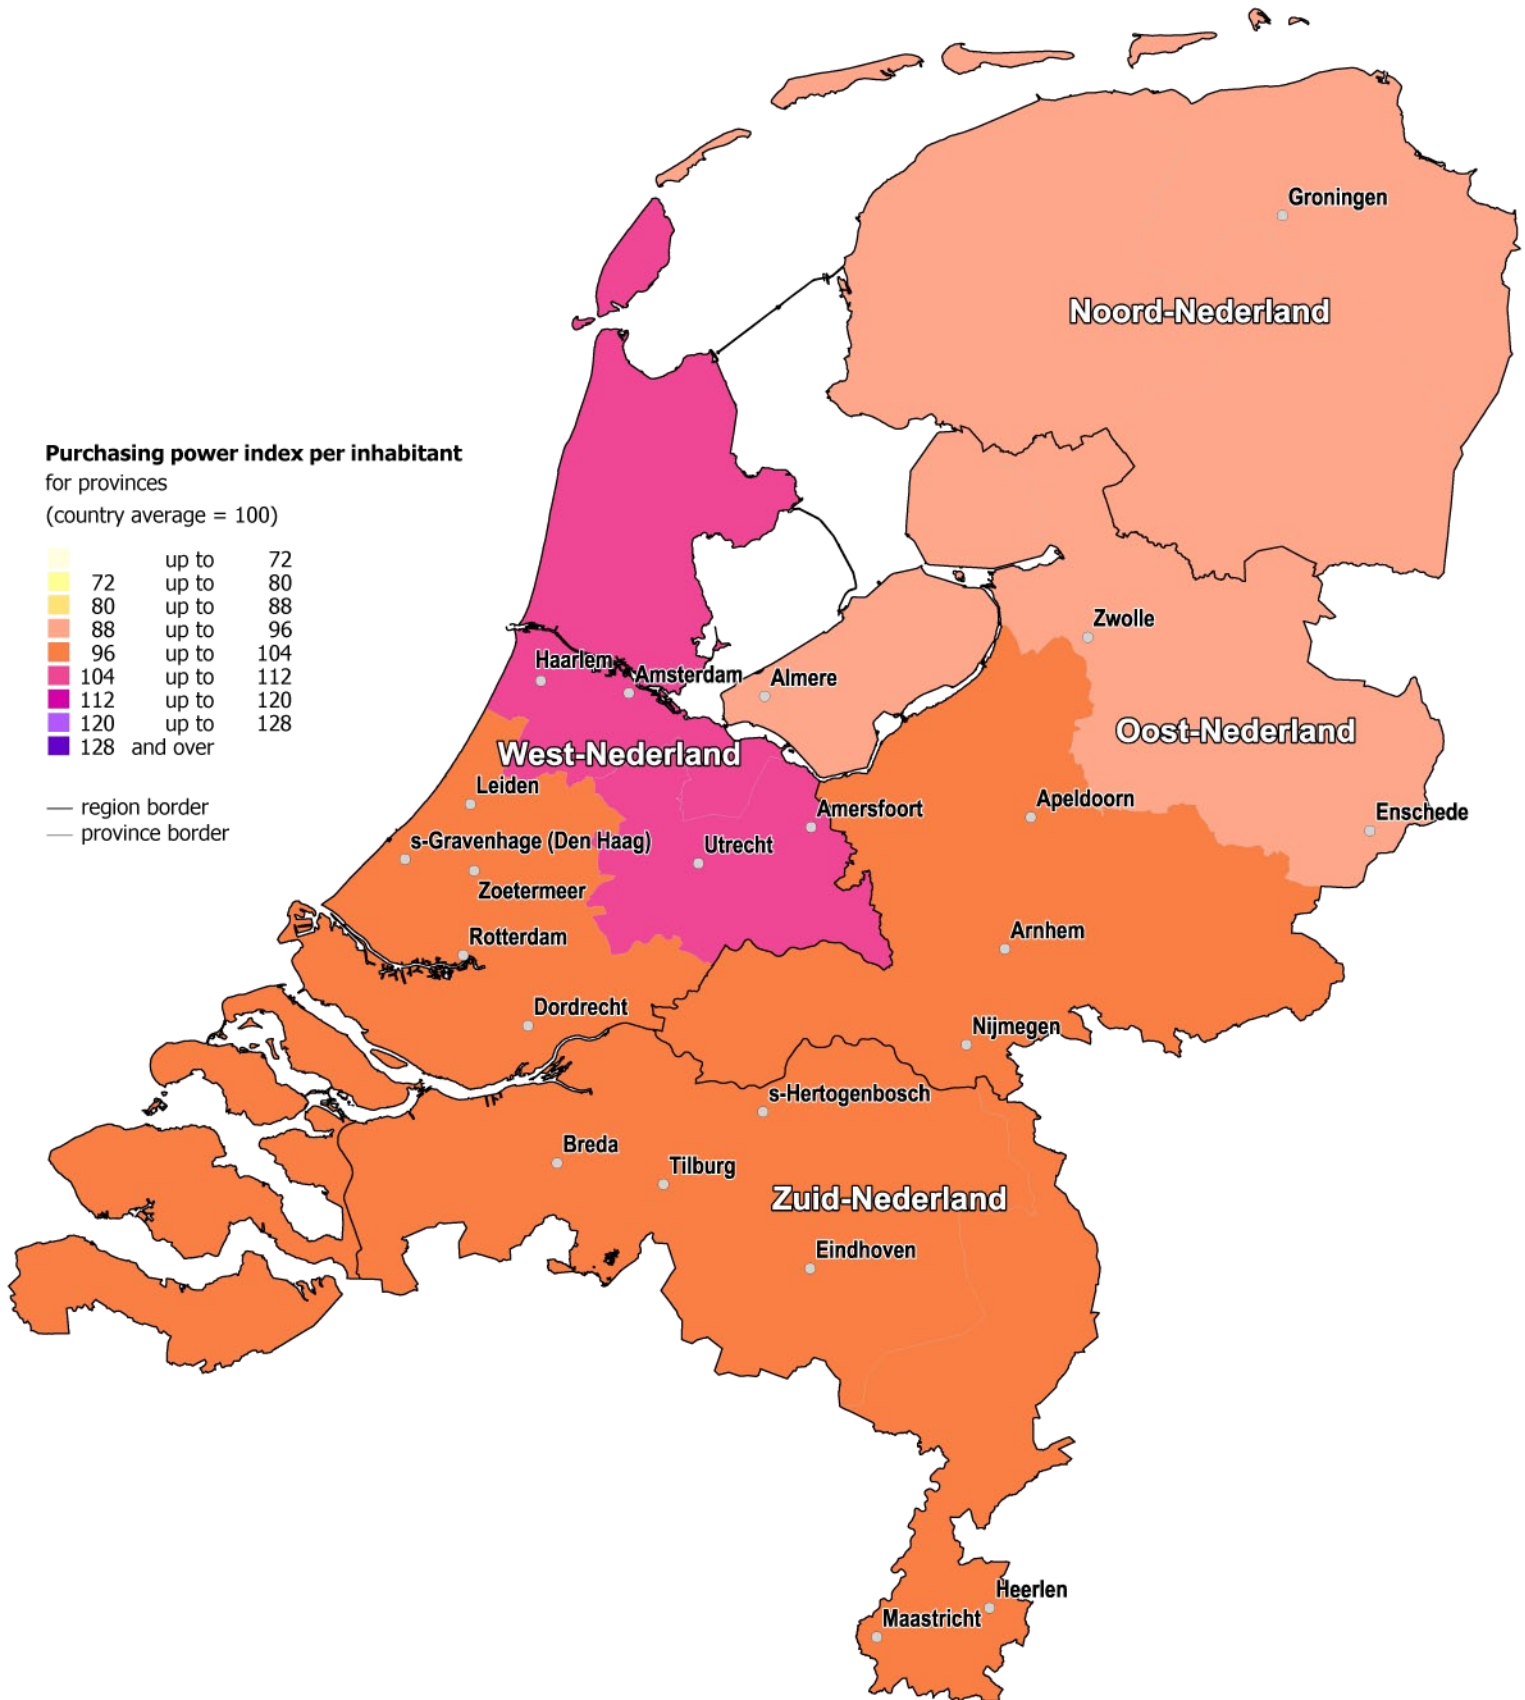 Groningen
Noord-Nederland
Purchasing power index per inhabitant
for provinces
(country average = 100)
up to 72
72 up to 80
80 up to 88
88 up to 96
96 up to 104
104 up to 112
112 up to 120
120 up to 128
128 and over
region border
province border
Zwolle
Haarlem
Amsterdam
Almere
Oost-Nederland
West-Nederland
Leiden
Apeldoorn
Amersfoort
Enschede
s-Gravenhage (Den Haag)
Utrecht
Zoetermeer
Rotterdam
Arnhem
Dordrecht
Nijmegen
s-Hertogenbosch
Breda
Tilburg
Zuid-Nederland
Eindhoven
Heerlen
Maastricht